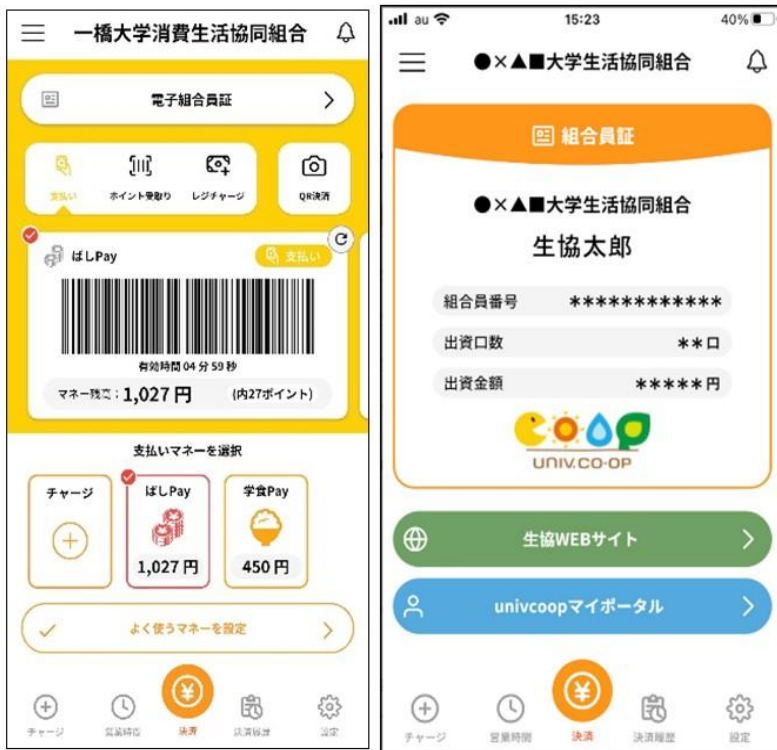 一橋大学消費生活協同組合
電子組合員証
支払い
ポイント受取り
レジチャージ
QR決済
ばしPay
支払い
有効時間 04 分 59 秒
マネー残高：1,027 円
(内27ポイント)
支払いマネーを選択
チャージ
ばしPay
1,027 円
学食Pay
450 円
よく使うマネーを設定
チャージ
営業時間
決済
決済履歴
設定
au
15:23
40%
●×▲■大学生活協同組合
組合員証
●×▲■大学生活協同組合
生協太郎
組合員番号
************
出資口数
**口
出資金額
*****円
UNIV.CO-OP
生協WEBサイト
univcoopマイポータル
チャージ
営業時間
決済
決済履歴
設定